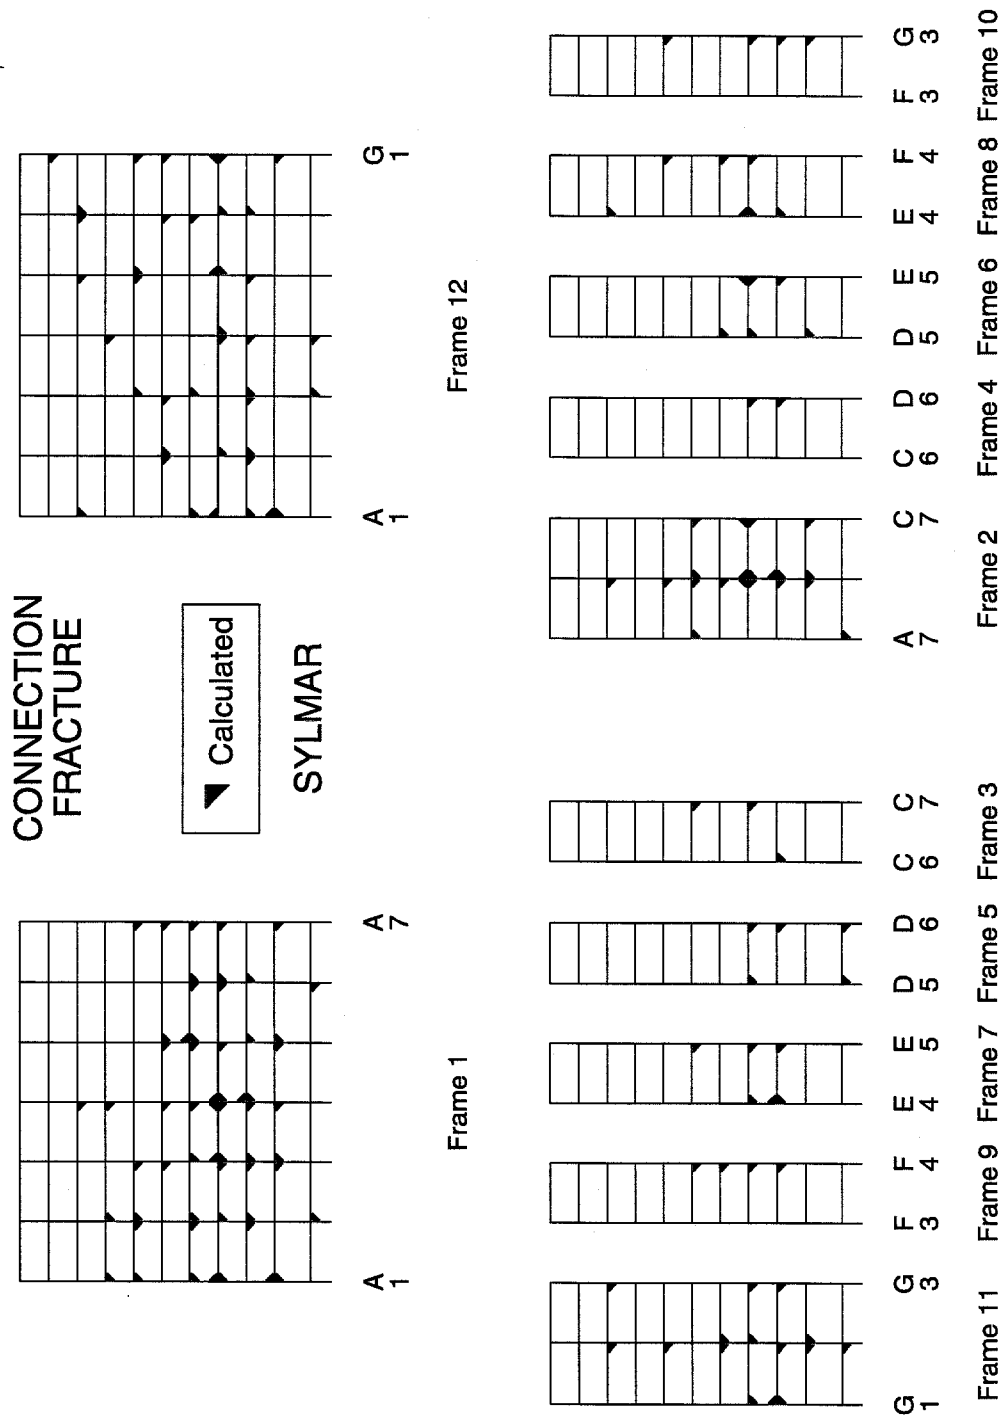 CONNECTION
FRACTURE
Calculated
SYLMAR
A
1
A
7
Frame 1
A
1
G
1
Frame 12
G
1
G
3
Frame 11
F
3
F
4
Frame 9
E
4
E
5
Frame 7
D
5
D
6
Frame 5
C
6
C
7
Frame 3
A
7
C
7
Frame 2
C
6
D
6
Frame 4
D
5
E
5
Frame 6
E
4
F
4
Frame 8
F
3
G
3
Frame 10